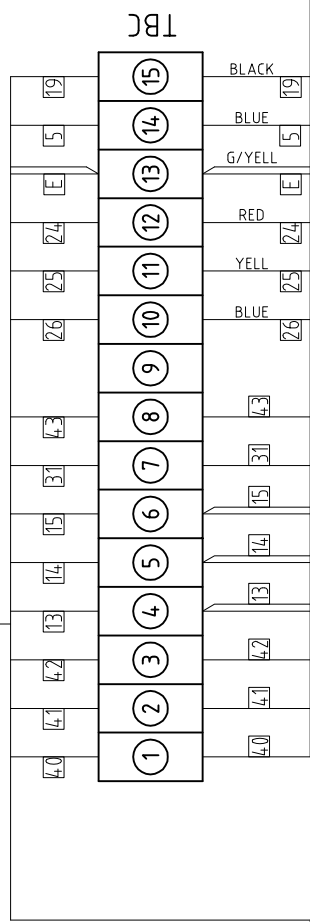 TBC
19 15 BLACK 19
5 14 BLUE 5
E 13 G/YELL E
24 12 RED 24
25 11 YELL 25
26 10 BLUE 26
9
43 8 43
31 7 31
15 6 15
14 5 14
13 4 13
42 3 42
41 2 41
40 1 40